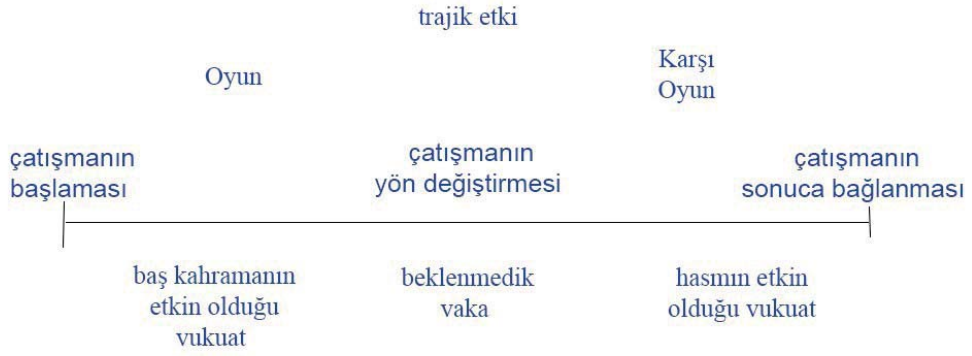 trajik etki
Oyun
Karşı
Oyun
çatışmanın
başlaması
çatışmanın
yön değiştirmesi
çatışmanın
sonuca bağlanması
baş kahramanın
etkin olduğu
vukuat
beklenmedik
vaka
hasmın etkin
olduğu vukuat